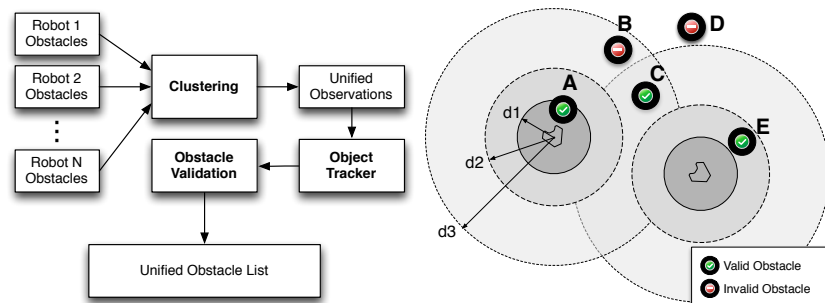 Robot 1
Obstacles
Robot 2
Obstacles
⋮
Robot N
Obstacles
Clustering
Unified
Observations
Obstacle
Validation
Object
Tracker
Unified Obstacle List
A
B
C
D
E
d1
d2
d3
Valid Obstacle
Invalid Obstacle